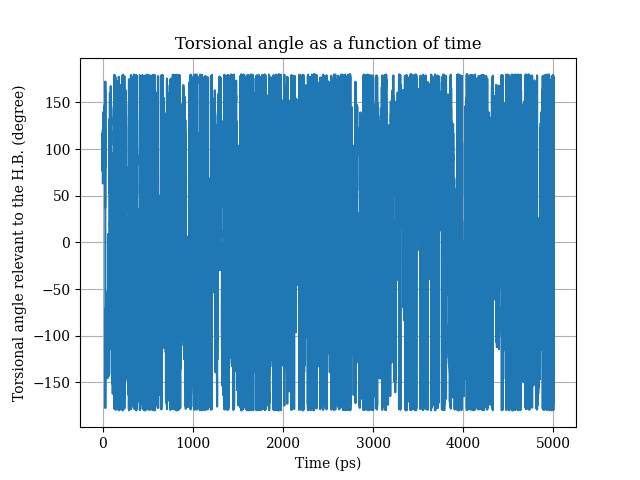 Torsional angle as a function of time
Torsional angle relevant to the H.B. (degree)
150
100
50
0
−50
−100
−150
0 1000 2000 3000 4000 5000
Time (ps)